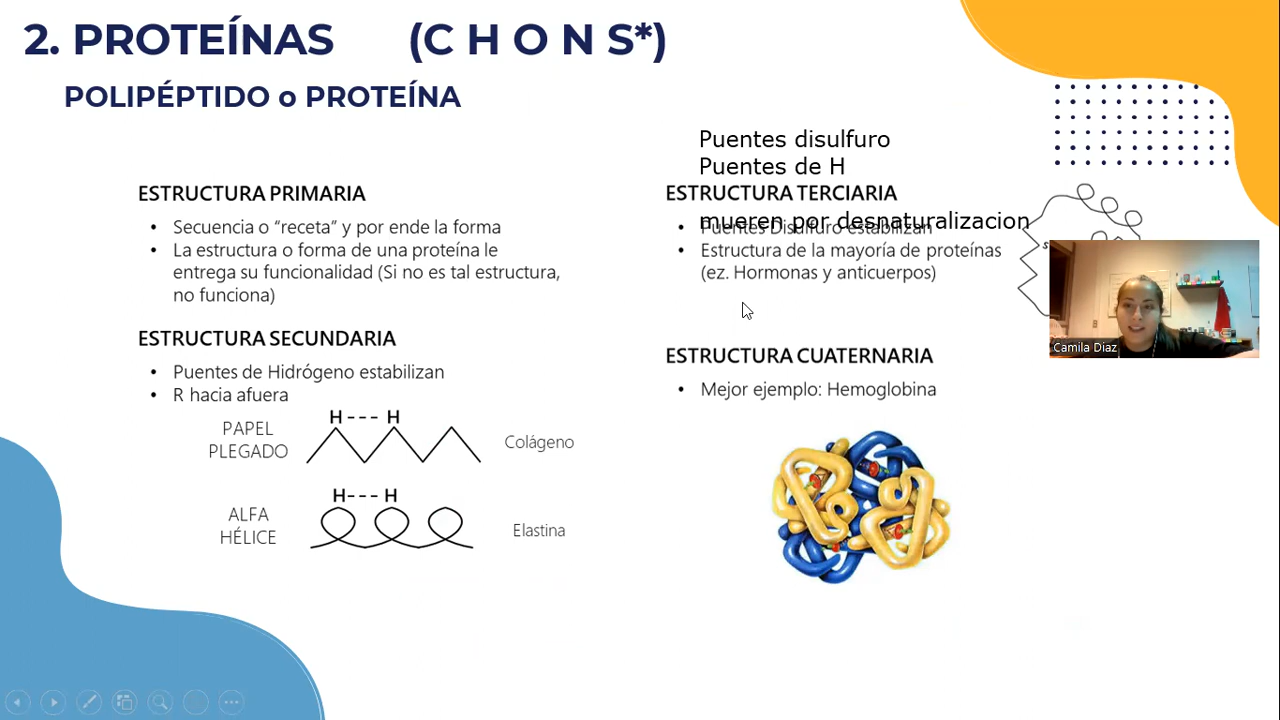 2. PROTEÍNAS (C H O N S*)
POLIPÉPTIDO o PROTEÍNA
ESTRUCTURA PRIMARIA
• Secuencia o “receta” y por ende la forma
• La estructura o forma de una proteína le
entrega su funcionalidad (Si no es tal estructura,
no funciona)
ESTRUCTURA SECUNDARIA
• Puentes de Hidrógeno estabilizan
• R hacia afuera
H --- H
PAPEL
PLEGADO
Colágeno
H --- H
ALFA
HÉLICE
Elastina
Puentes disulfuro
Puentes de H
ESTRUCTURA TERCIARIA
mueren por desnaturalizacion
• Puentes Disulfuro estabilizan
• Estructura de la mayoría de proteínas
(ez. Hormonas y anticuerpos)
ESTRUCTURA CUATERNARIA
• Mejor ejemplo: Hemoglobina
s
Camila Diaz